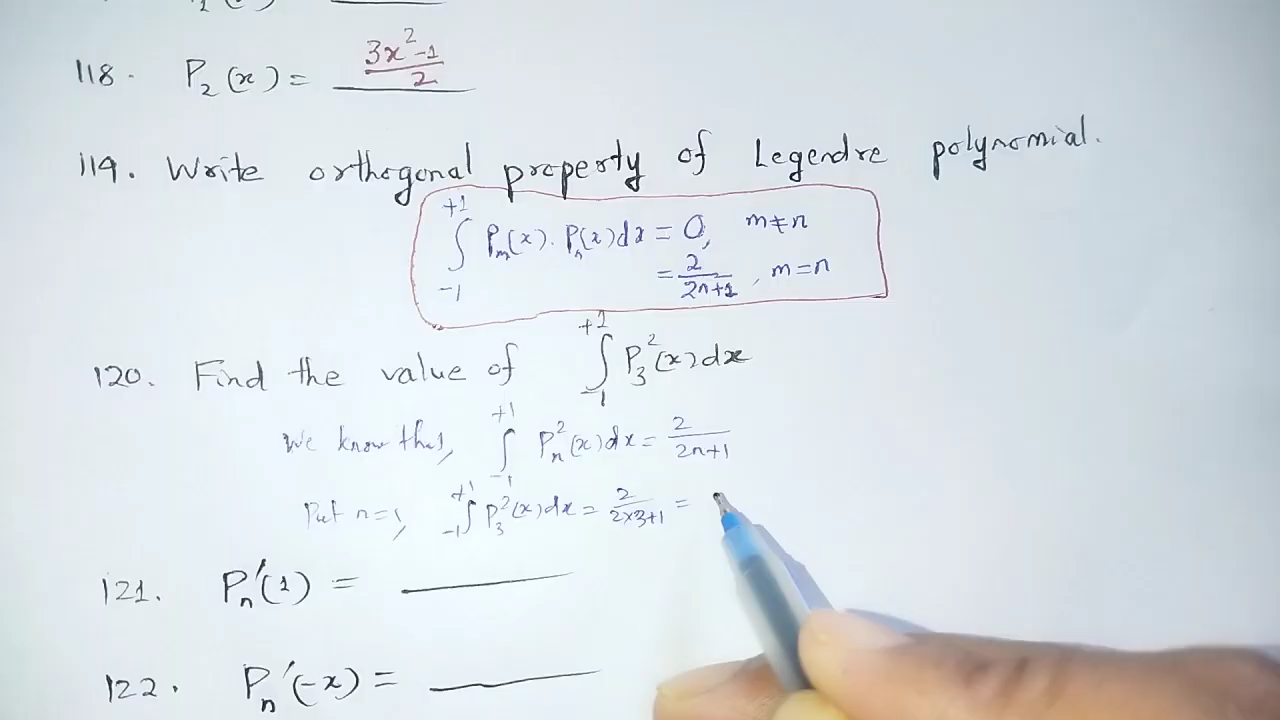 118. P₂(x) = (3x²-1)/2
119. Write orthogonal property of Legendre polynomial.
∫₋₁⁺¹ Pₘ(x).Pₙ(x)dx = 0, m≠n
= 2/(2n+1), m=n
120. Find the value of ∫₋₁⁺¹ P₃²(x)dx
We know that, ∫₋₁⁺¹ Pₙ²(x)dx = 2/(2n+1)
Put n=1, ∫₋₁⁺¹ P₃²(x)dx = 2/(2×3+1) =
121. Pₙ'(1) =
122. Pₙ'(-x) =